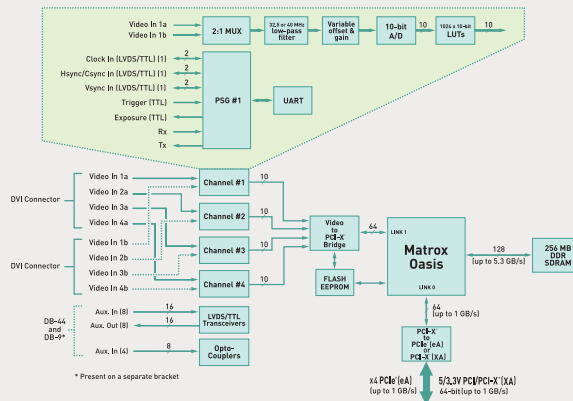 Video In 1a
Video In 1b
2:1 MUX
32.5 or 40 MHz
low-pass
filter
Variable
offset &
gain
10-bit
A/D
10
1024 x 10-bit
LUTs
10
Clock In (LVDS/TTL) (1)
2
Hsync/Csync In (LVDS/TTL) (1)
2
Vsync In (LVDS/TTL) (1)
2
Trigger (TTL)
Exposure (TTL)
Rx
Tx
PSG #1
UART
DVI Connector
Video In 1a
Video In 2a
Video In 3a
Video In 4a
DVI Connector
Video In 1b
Video In 2b
Video In 3b
Video In 4b
Channel #1
10
Channel #2
10
Channel #3
10
Channel #4
10
Video
to
PCI-X®
Bridge
64
FLASH
EEPROM
LINK 1
Matrox
Oasis
LINK 0
128
(up to 5.3 GB/s)
256 MB
DDR
SDRAM
64
(up to 1 GB/s)
PCI-X®
to
PCIe®(eA)
or
PCI-X®(XA)
x4 PCIe®(eA)
(up to 1 GB/s)
5/3.3V PCI/PCI-X®(XA)
64-bit(up to 1 GB/s)
DB-44
and
DB-9*
Aux. In (8)
16
Aux. Out (8)
16
LVDS/TTL
Transceivers
Aux. In (4)
8
Opto-
Couplers
* Present on a separate bracket